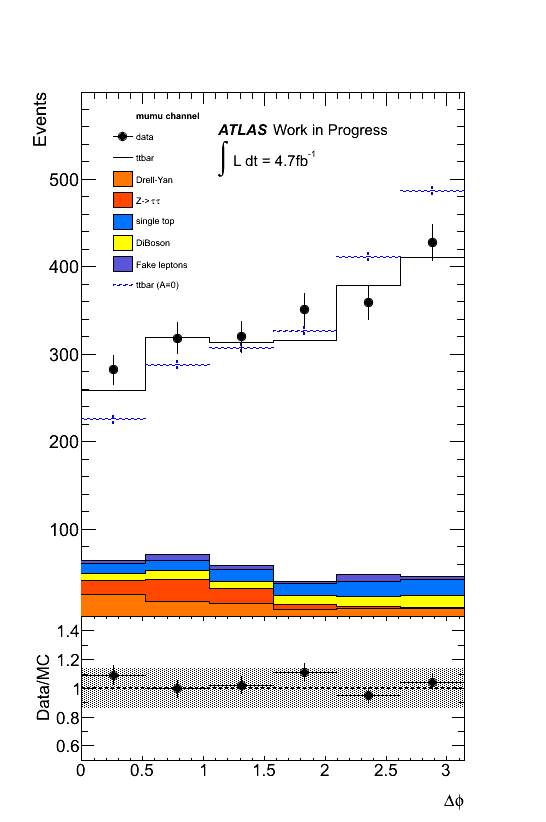 Events
mumu channel
data
ttbar
Drell-Yan
Z->ττ
single top
DiBoson
Fake leptons
ttbar (A=0)
ATLAS Work in Progress
∫ L dt = 4.7fb⁻¹
500
400
300
200
100
Data/MC
1.4
1.2
1
0.8
0.6
0 0.5 1 1.5 2 2.5 3
Δϕ